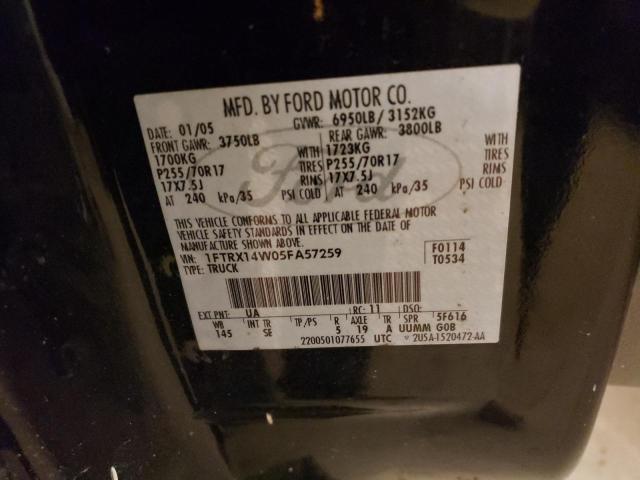 MFD. BY FORD MOTOR CO.
DATE: 01/05 GVWR: 6950LB/ 3152KG
FRONT GAWR: 3750LB REAR GAWR: 3800LB
1700KG WITH 1723KG WITH
P255/70R17 TIRES P255/70R17 TIRES
17X7.5J RIMS 17X7.5J RIMS
AT 240 kPa/35 PSI COLD AT 240 kPa/35 PSI COLD
Ford
THIS VEHICLE CONFORMS TO ALL APPLICABLE FEDERAL MOTOR
VEHICLE SAFETY STANDARDS IN EFFECT ON THE DATE OF
MANUFACTURE SHOWN ABOVE.
VIN: 1FTRX14W05FA57259 F0114
TYPE: TRUCK T0534
EXT PNT: UA RC: 11 DSO:
WB INT TR TP/PS R AXLE TR SPR 5F616
145 SE 5 19 A UUMM G0B
2200501077655 UTC 2U5A-1520472-AA